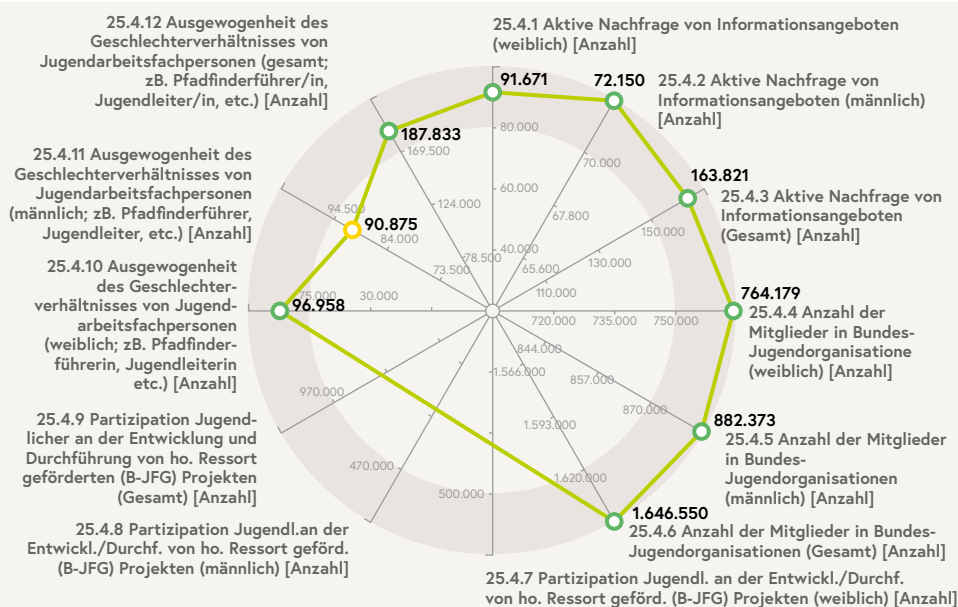 25.4.12 Ausgewogenheit des
Geschlechterverhältnisses von
Jugendarbeitsfachpersonen (gesamt;
zB. Pfadfinderführer/in,
Jugendleiter/in, etc.) [Anzahl]
25.4.1 Aktive Nachfrage von Informationsangeboten
(weiblich) [Anzahl]
91.671
72.150
25.4.2 Aktive Nachfrage von
Informationsangeboten (männlich)
[Anzahl]
187.833
169.500
80.000
70.000
25.4.11 Ausgewogenheit des
Geschlechterverhältnisses von
Jugendarbeitsfachpersonen
(männlich; zB. Pfadfinderführer,
Jugendleiter, etc.) [Anzahl]
163.821
25.4.3 Aktive Nachfrage von
Informationsangeboten
(Gesamt) [Anzahl]
94.500
90.875
84.000
73.500
124.000
78.500
60.000
40.000
67.800
65.600
150.000
130.000
110.000
25.4.10 Ausgewogenheit
des Geschlechter-
verhältnisses von Jugend-
arbeitsfachpersonen
(weiblich; zB. Pfadfinder-
führerin, Jugendleiterin
etc.) [Anzahl]
75.000
30.000
96.958
764.179
25.4.4 Anzahl der
Mitglieder in Bundes-
Jugendorganisatione
(weiblich) [Anzahl]
720.000
735.000
750.000
844.000
857.000
870.000
882.373
25.4.5 Anzahl der Mitglieder
in Bundes-
Jugendorganisationen
(männlich) [Anzahl]
1.566.000
1.593.000
1.620.000
1.646.550
25.4.6 Anzahl der Mitglieder in Bundes-
Jugendorganisationen (Gesamt) [Anzahl]
970.000
470.000
500.000
25.4.9 Partizipation Jugend-
licher an der Entwicklung und
Durchführung von ho. Ressort
geförderten (B-JFG) Projekten
(Gesamt) [Anzahl]
25.4.8 Partizipation Jugendl.an der
Entwickl./Durchf. von ho. Ressort geförd.
(B-JFG) Projekten (männlich) [Anzahl]
25.4.7 Partizipation Jugendl. an der Entwickl./Durchf.
von ho. Ressort geförd. (B-JFG) Projekten (weiblich) [Anzahl]